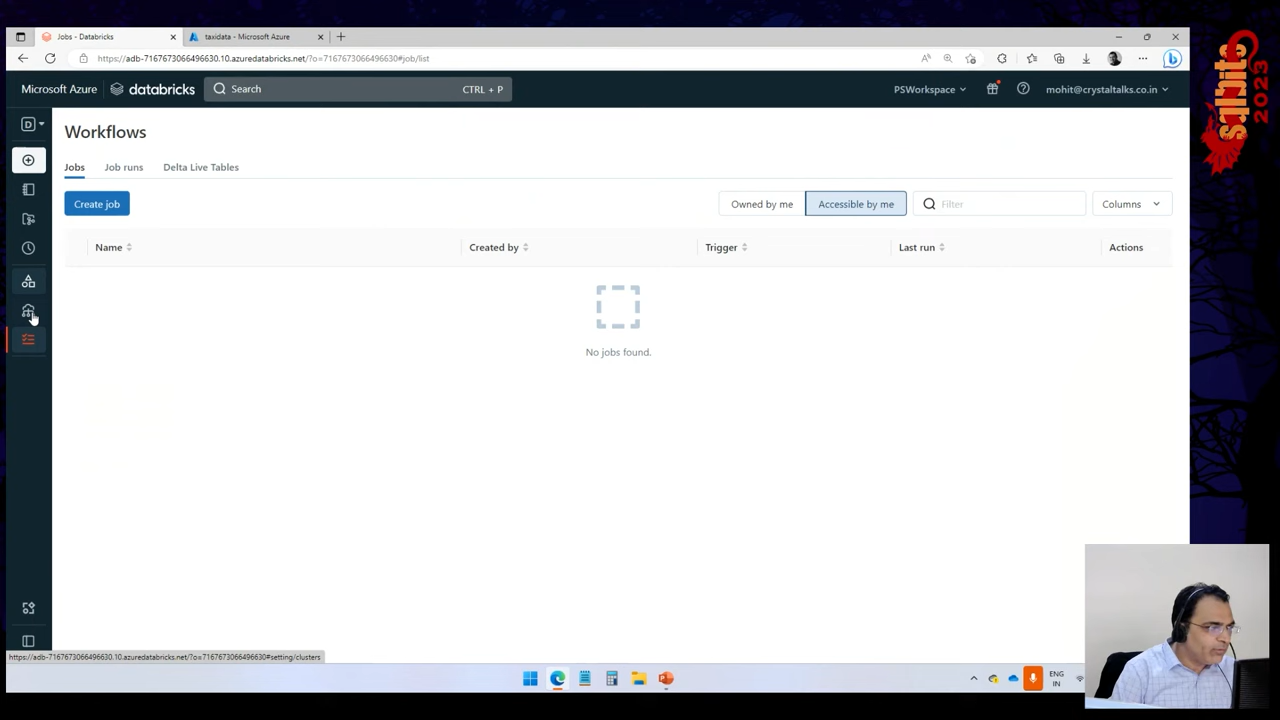 Jobs - Databricks
taxidata - Microsoft Azure
https://adb-7167673066496630.10.azuredatabricks.net/?o=7167673066496630#job/list
Microsoft Azure
databricks
Search
CTRL + P
PSWorkspace
mohit@crystaltalks.co.in
D
Workflows
Jobs
Job runs
Delta Live Tables
Create job
Owned by me
Accessible by me
Filter
Columns
Name
Created by
Trigger
Last run
Actions
No jobs found.
https://adb-7167673066496630.10.azuredatabricks.net/?o=7167673066496630#setting/clusters
ENG
IN
sqlbits
2023